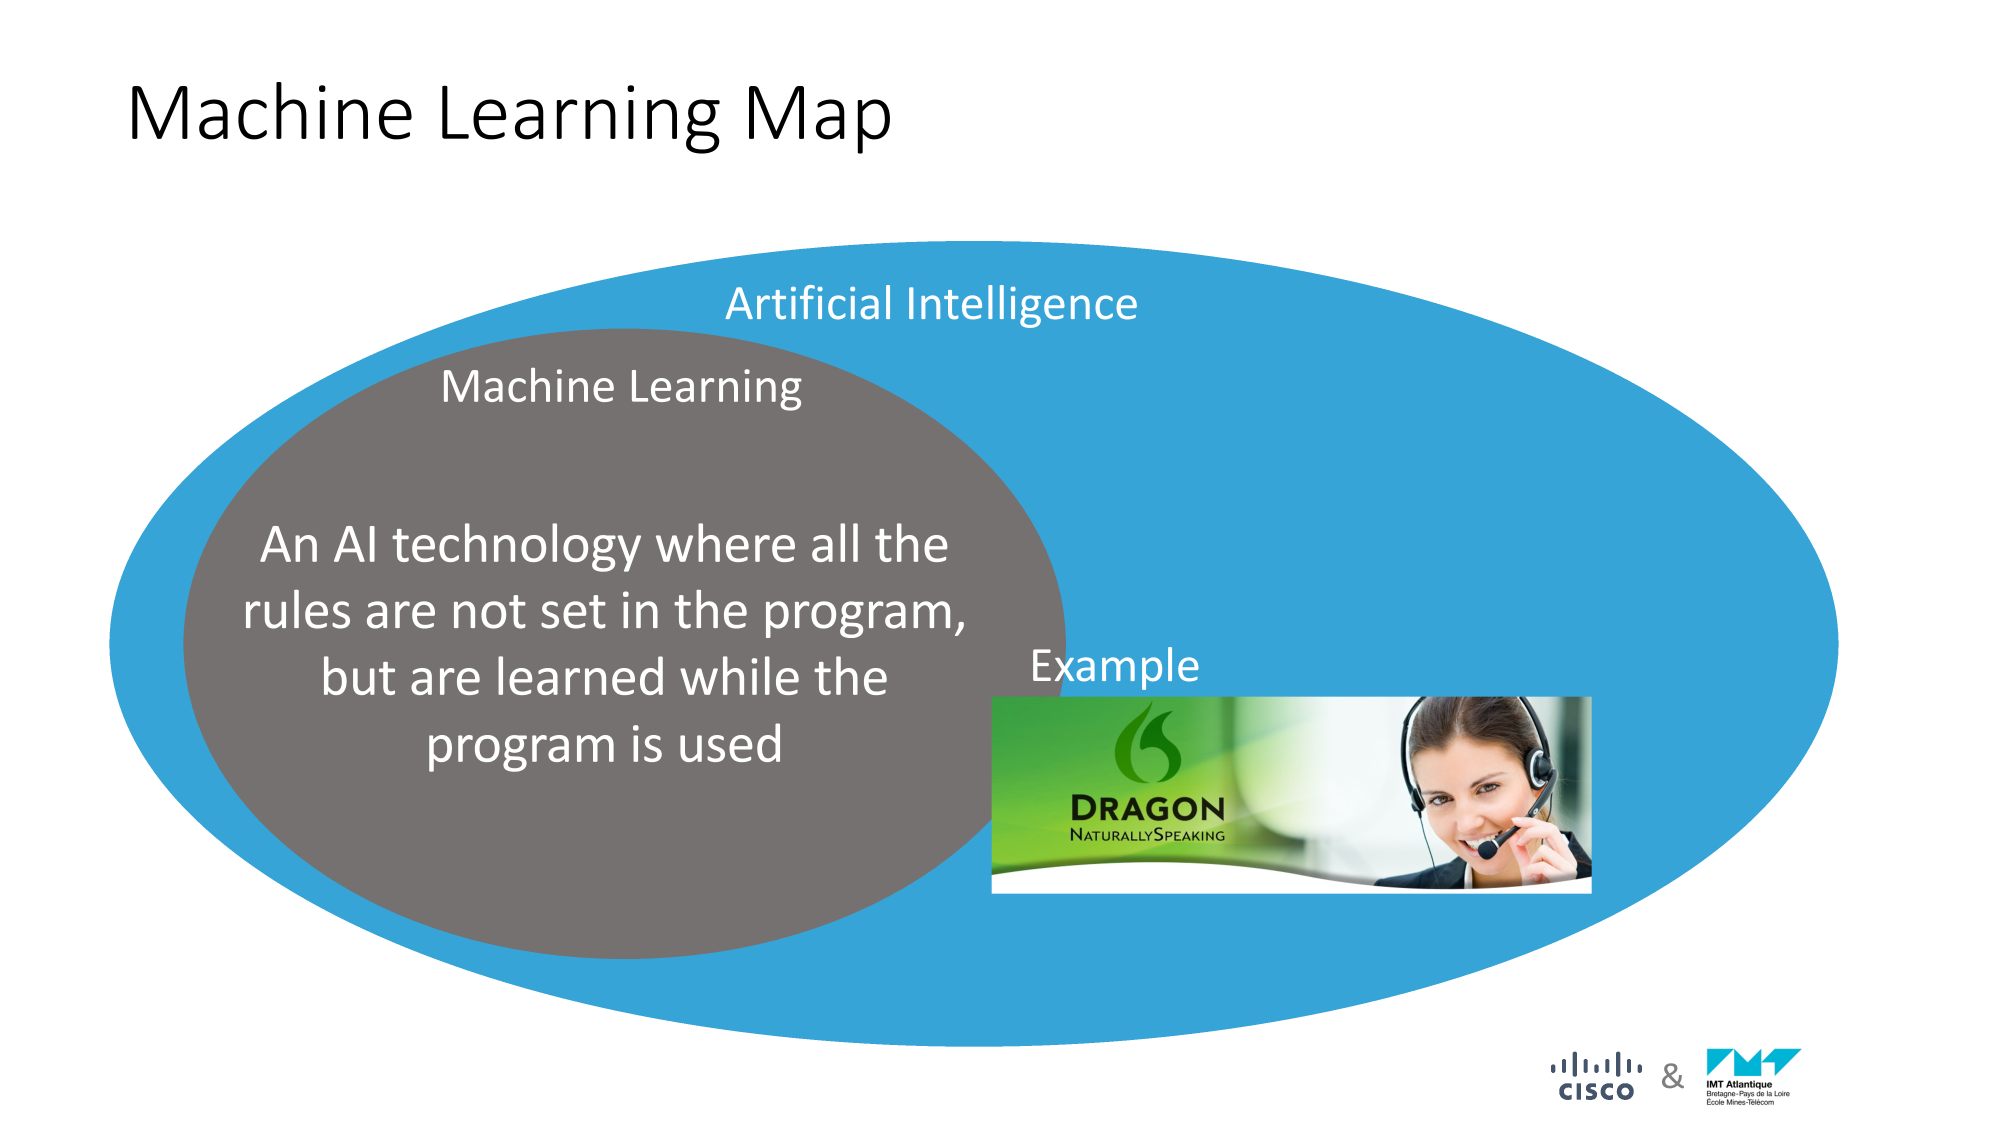 Machine Learning Map
Artificial Intelligence
Machine Learning
An AI technology where all the
rules are not set in the program,
but are learned while the
program is used
Example
DRAGON
NATURALLYSPEAKING
CISCO
&
IMT Atlantique
Bretagne-Pays de la Loire
École Mines-Télécom